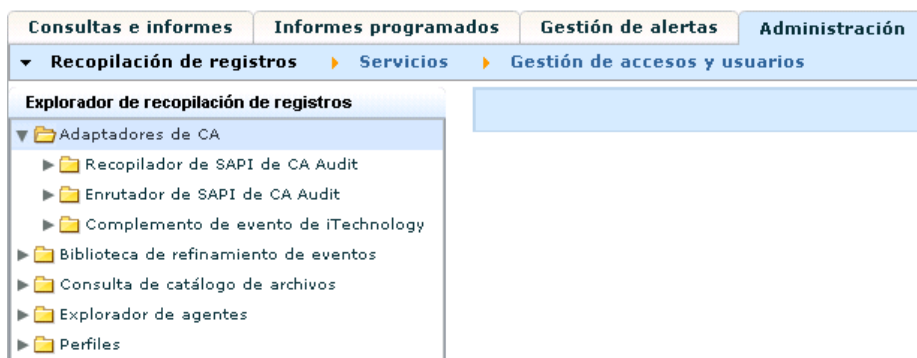 Consultas e informes Informes programados Gestión de alertas Administración
Recopilación de registros Servicios Gestión de accesos y usuarios
Explorador de recopilación de registros
Adaptadores de CA
Recopilador de SAPI de CA Audit
Enrutador de SAPI de CA Audit
Complemento de evento de iTechnology
Biblioteca de refinamiento de eventos
Consulta de catálogo de archivos
Explorador de agentes
Perfiles